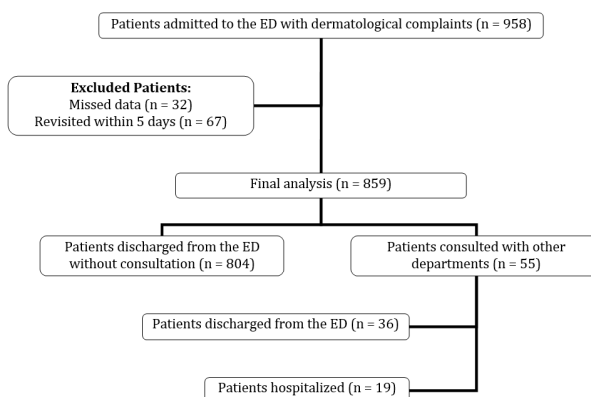 Patients admitted to the ED with dermatological complaints (n = 958)
Excluded Patients:
Missed data (n = 32)
Revisited within 5 days (n = 67)
Final analysis (n = 859)
Patients discharged from the ED
without consultation (n = 804)
Patients consulted with other
departments (n = 55)
Patients discharged from the ED (n = 36)
Patients hospitalized (n = 19)